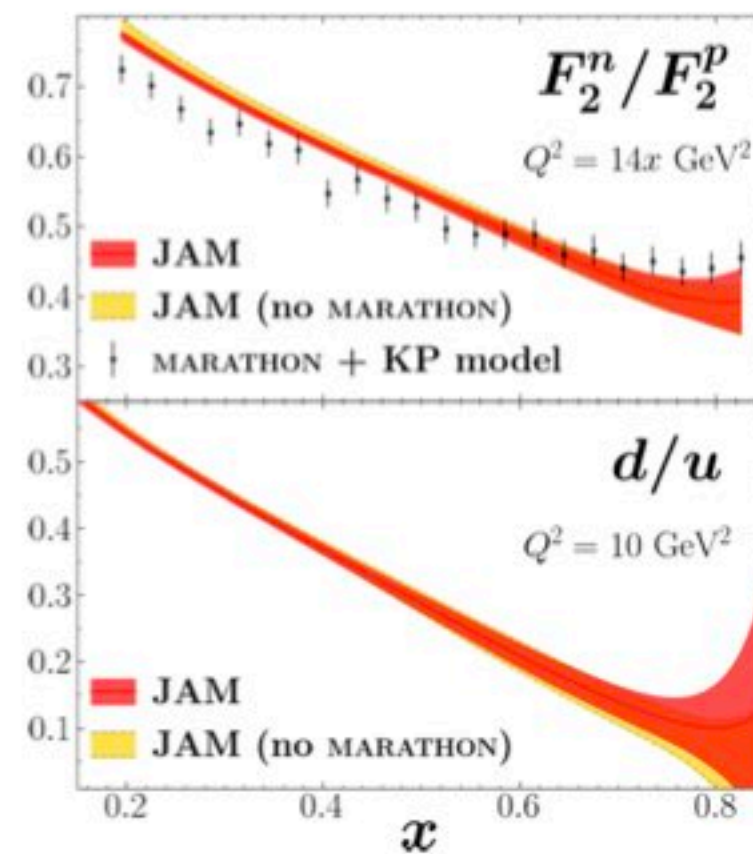 F₂ⁿ/F₂ᵖ
0.7
0.6
Q² = 14x GeV²
0.5
JAM
0.4
JAM (no MARATHON)
0.3
MARATHON + KP model
0.5
d/u
0.4
Q² = 10 GeV²
0.3
0.2
JAM
0.1
JAM (no MARATHON)
0.2 0.4 0.6 0.8
x